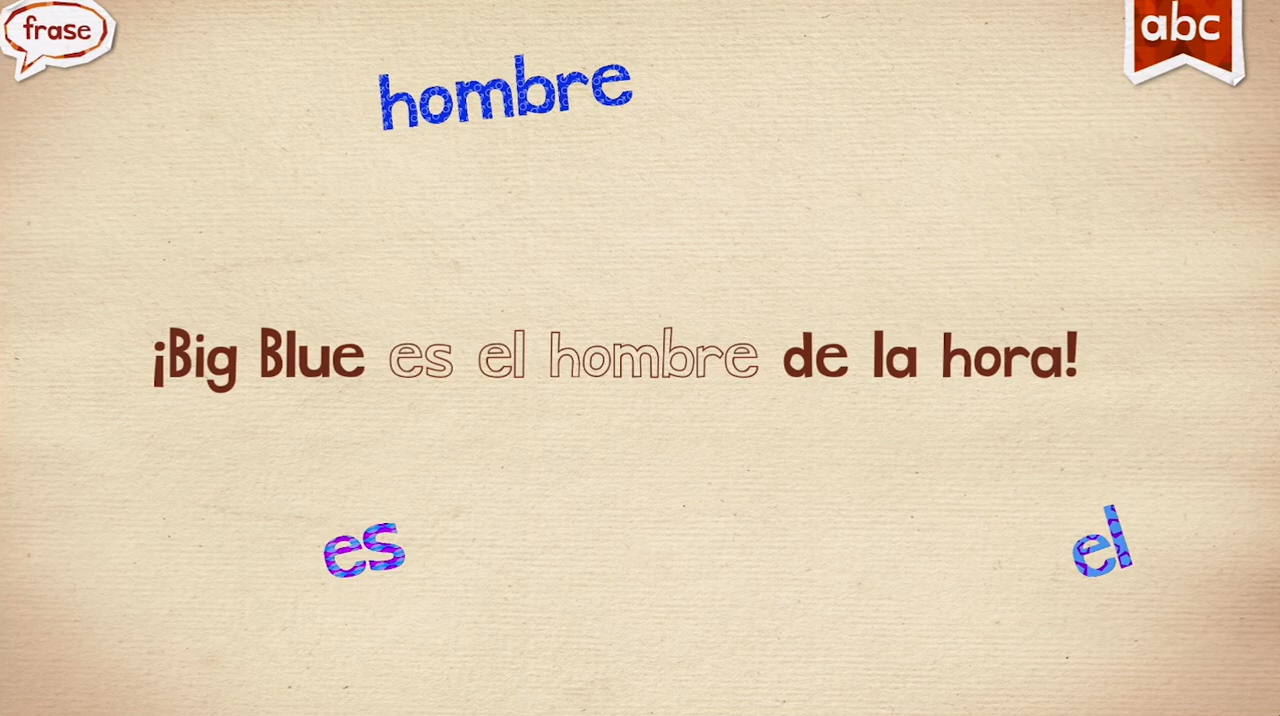 frase
abc
hombre
¡Big Blue es el hombre de la hora!
es
el